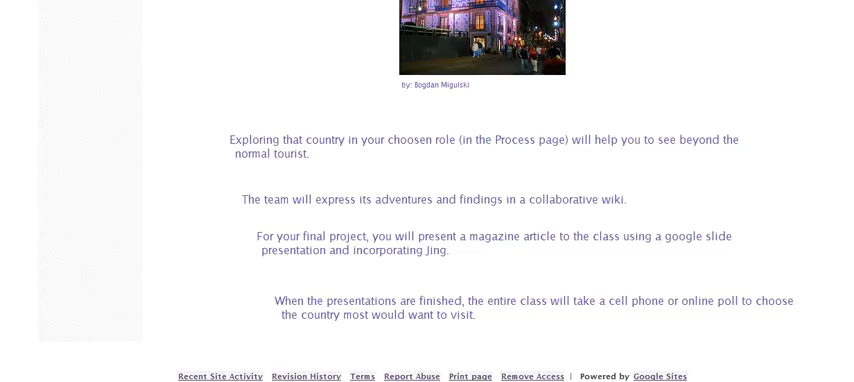 by: Bogdan Migulski
Exploring that country in your choosen role (in the Process page) will help you to see beyond the
normal tourist.
The team will express its adventures and findings in a collaborative wiki.
For your final project, you will present a magazine article to the class using a google slide
presentation and incorporating Jing.
When the presentations are finished, the entire class will take a cell phone or online poll to choose
the country most would want to visit.
Recent Site Activity Revision History Terms Report Abuse Print page Remove Access | Powered by Google Sites